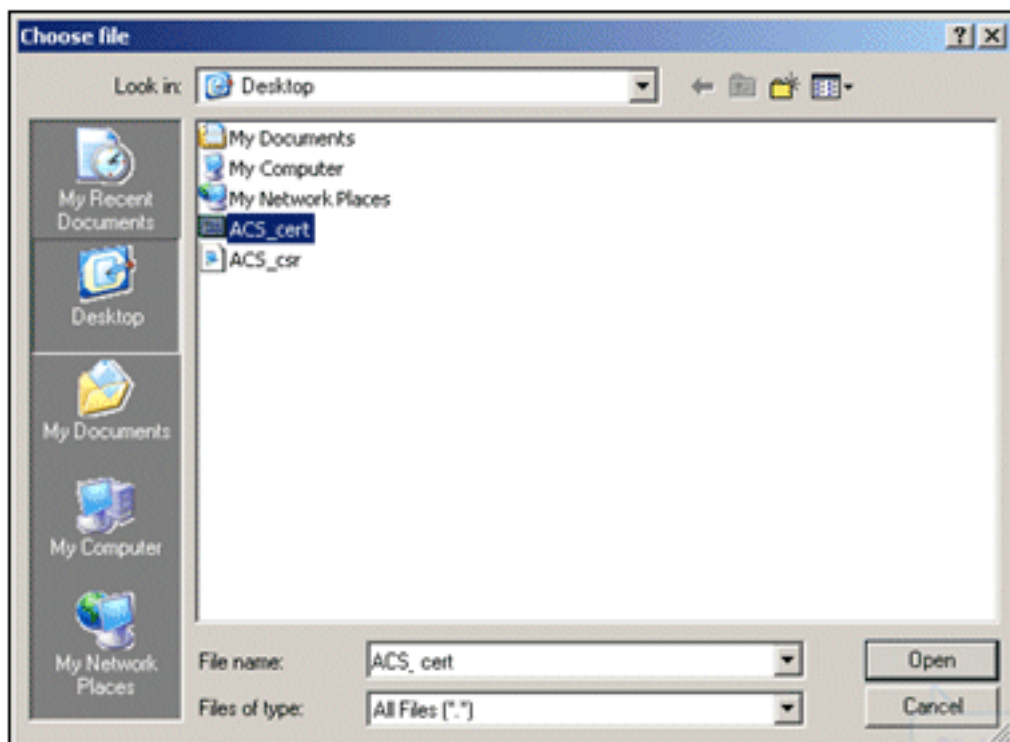 Choose file
Look in:
Desktop
My Documents
My Computer
My Network Places
ACS_cert
ACS_csr
My Recent
Documents
Desktop
My Documents
My Computer
My Network
Places
File name:
ACS_ cert
Open
Files of type:
All Files (*.*)
Cancel